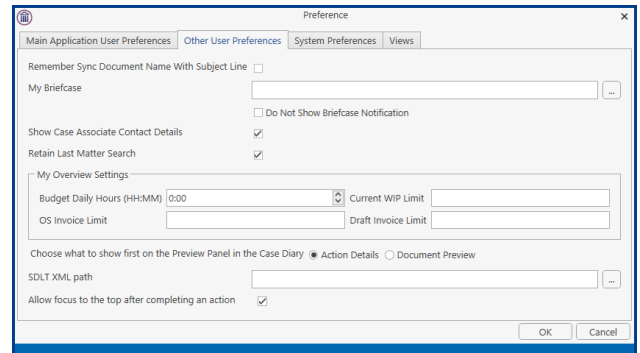 Preference
Main Application User Preferences Other User Preferences System Preferences Views
Remember Sync Document Name With Subject Line
My Briefcase ...
Do Not Show Briefcase Notification
Show Case Associate Contact Details
Retain Last Matter Search
My Overview Settings
Budget Daily Hours (HH:MM) 0:00 Current WIP Limit
OS Invoice Limit Draft Invoice Limit
Choose what to show first on the Preview Panel in the Case Diary Action Details Document Preview
SDLT XML path ...
Allow focus to the top after completing an action
OK Cancel